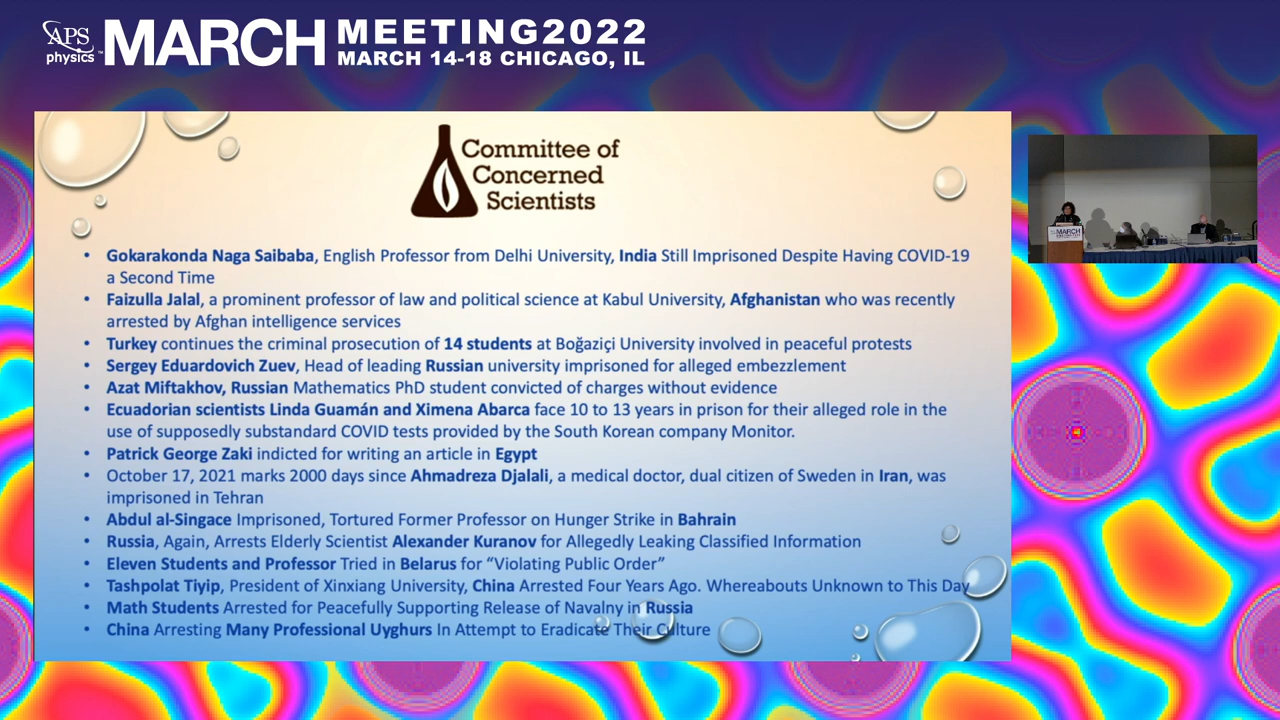 APS physics MARCH MEETING2022
MARCH 14-18 CHICAGO, IL
Committee of
Concerned
Scientists
• Gokarakonda Naga Saibaba, English Professor from Delhi University, India Still Imprisoned Despite Having COVID-19
a Second Time
• Faizulla Jalal, a prominent professor of law and political science at Kabul University, Afghanistan who was recently
arrested by Afghan intelligence services
• Turkey continues the criminal prosecution of 14 students at Boğaziçi University involved in peaceful protests
• Sergey Eduardovich Zuev, Head of leading Russian university imprisoned for alleged embezzlement
• Azat Miftakhov, Russian Mathematics PhD student convicted of charges without evidence
• Ecuadorian scientists Linda Guamán and Ximena Abarca face 10 to 13 years in prison for their alleged role in the
use of supposedly substandard COVID tests provided by the South Korean company Monitor.
• Patrick George Zaki indicted for writing an article in Egypt
• October 17, 2021 marks 2000 days since Ahmadreza Djalali, a medical doctor, dual citizen of Sweden in Iran, was
imprisoned in Tehran
• Abdul al-Singace Imprisoned, Tortured Former Professor on Hunger Strike in Bahrain
• Russia, Again, Arrests Elderly Scientist Alexander Kuranov for Allegedly Leaking Classified Information
• Eleven Students and Professor Tried in Belarus for “Violating Public Order”
• Tashpolat Tiyip, President of Xinxiang University, China Arrested Four Years Ago. Whereabouts Unknown to This Day
• Math Students Arrested for Peacefully Supporting Release of Navalny in Russia
• China Arresting Many Professional Uyghurs In Attempt to Eradicate Their Culture
MARCH